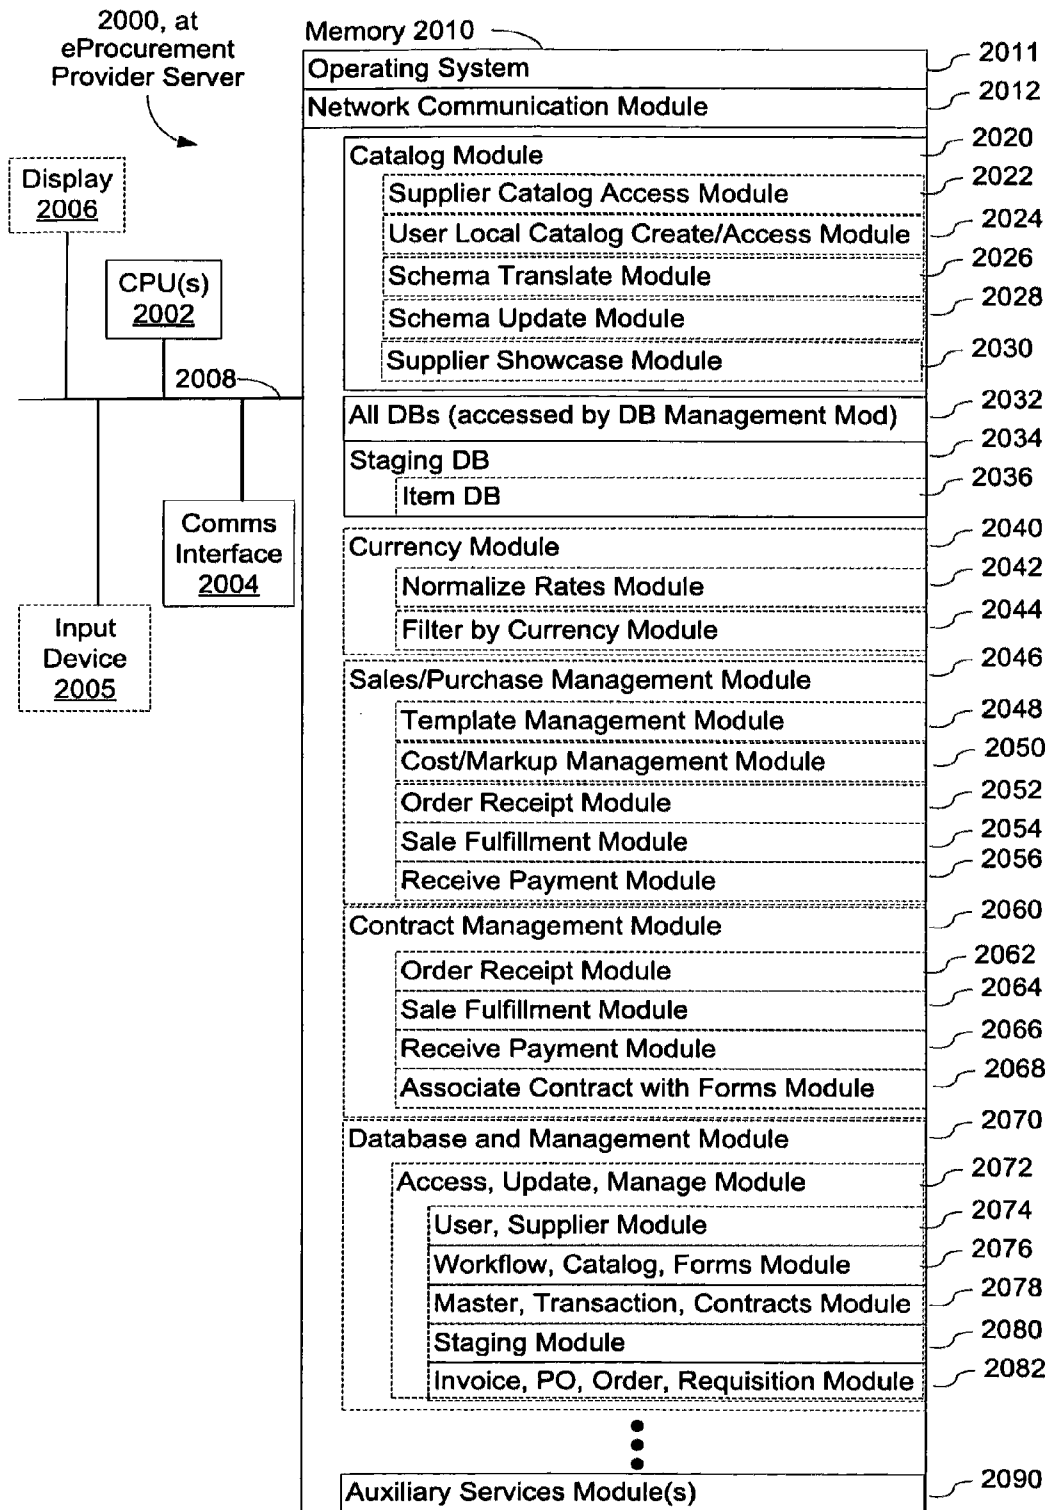 2000, at
eProcurement
Provider Server
Display
2006
CPU(s)
2002
2008
Comms
Interface
2004
Input
Device
2005
Memory 2010
Operating System 2011
Network Communication Module 2012
Catalog Module 2020
Supplier Catalog Access Module 2022
User Local Catalog Create/Access Module 2024
Schema Translate Module 2026
Schema Update Module 2028
Supplier Showcase Module 2030
All DBs (accessed by DB Management Mod) 2032
Staging DB 2034
Item DB 2036
Currency Module 2040
Normalize Rates Module 2042
Filter by Currency Module 2044
Sales/Purchase Management Module 2046
Template Management Module 2048
Cost/Markup Management Module 2050
Order Receipt Module 2052
Sale Fulfillment Module 2054
Receive Payment Module 2056
Contract Management Module 2060
Order Receipt Module 2062
Sale Fulfillment Module 2064
Receive Payment Module 2066
Associate Contract with Forms Module 2068
Database and Management Module 2070
Access, Update, Manage Module 2072
User, Supplier Module 2074
Workflow, Catalog, Forms Module 2076
Master, Transaction, Contracts Module 2078
Staging Module 2080
Invoice, PO, Order, Requisition Module 2082
Auxiliary Services Module(s) 2090